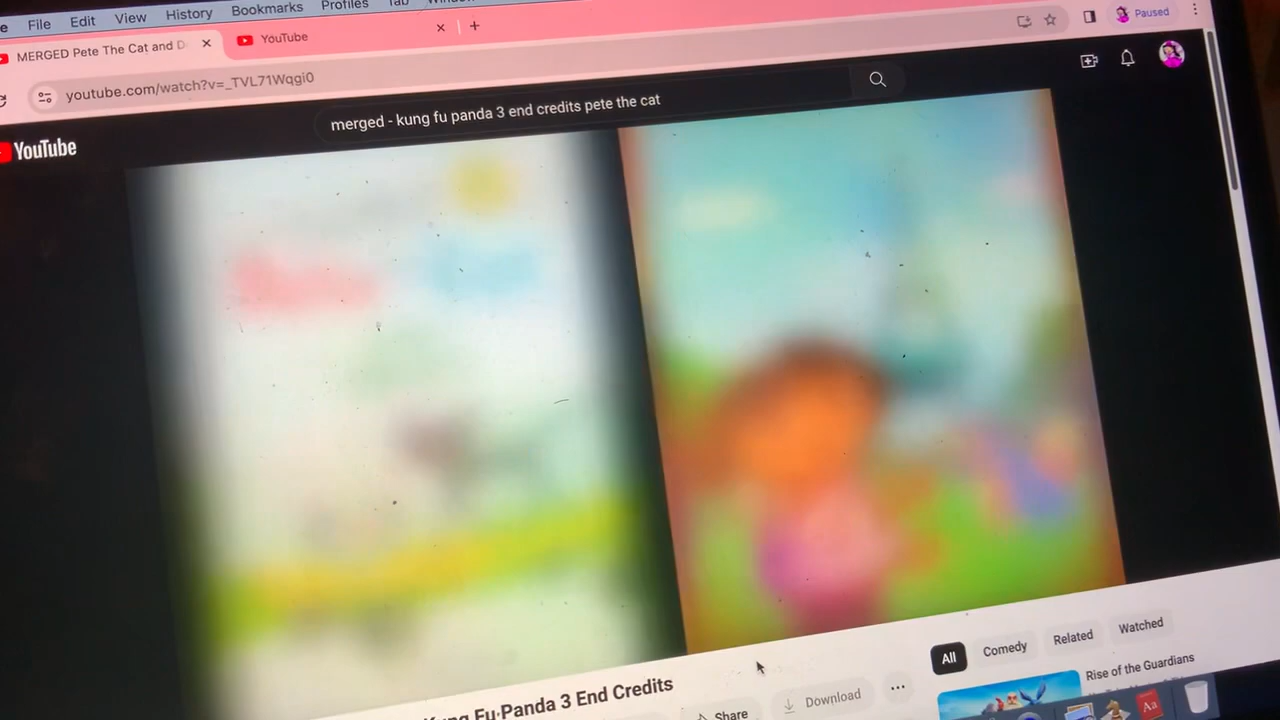 File Edit View History Bookmarks Profiles Tab
MERGED Pete The Cat and D
YouTube
Paused
youtube.com/watch?v=_TVL71Wqgi0
YouTube
merged - kung fu panda 3 end credits pete the cat
Fu Panda 3 End Credits
Share
Download
All
Comedy
Related
Watched
Rise of the Guardians
Aa